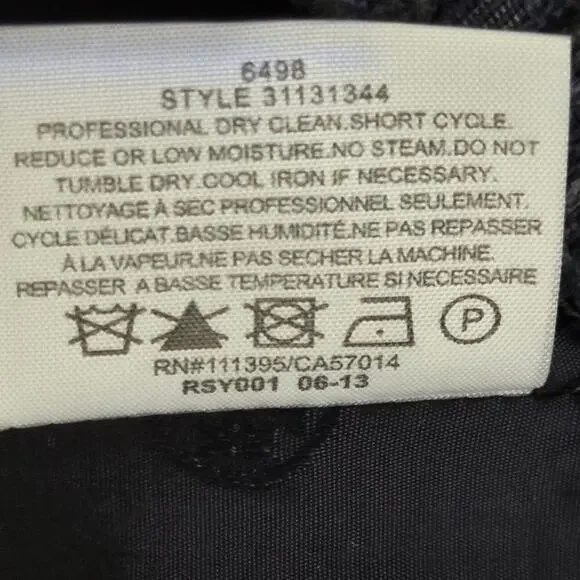 6498
STYLE 31131344
PROFESSIONAL DRY CLEAN.SHORT CYCLE.
REDUCE OR LOW MOISTURE.NO STEAM.DO NOT
TUMBLE DRY.COOL IRON IF NECESSARY.
NETTOYAGE À SEC PROFESSIONNEL SEULEMENT.
CYCLE DÉLICAT.BASSE HUMIDITÉ.NE PAS REPASSER
À LA VAPEUR.NE PAS SECHER LA MACHINE.
REPASSER A BASSE TEMPERATURE SI NECESSAIRE
P
RN#111395/CA57014
RSY001 06-13